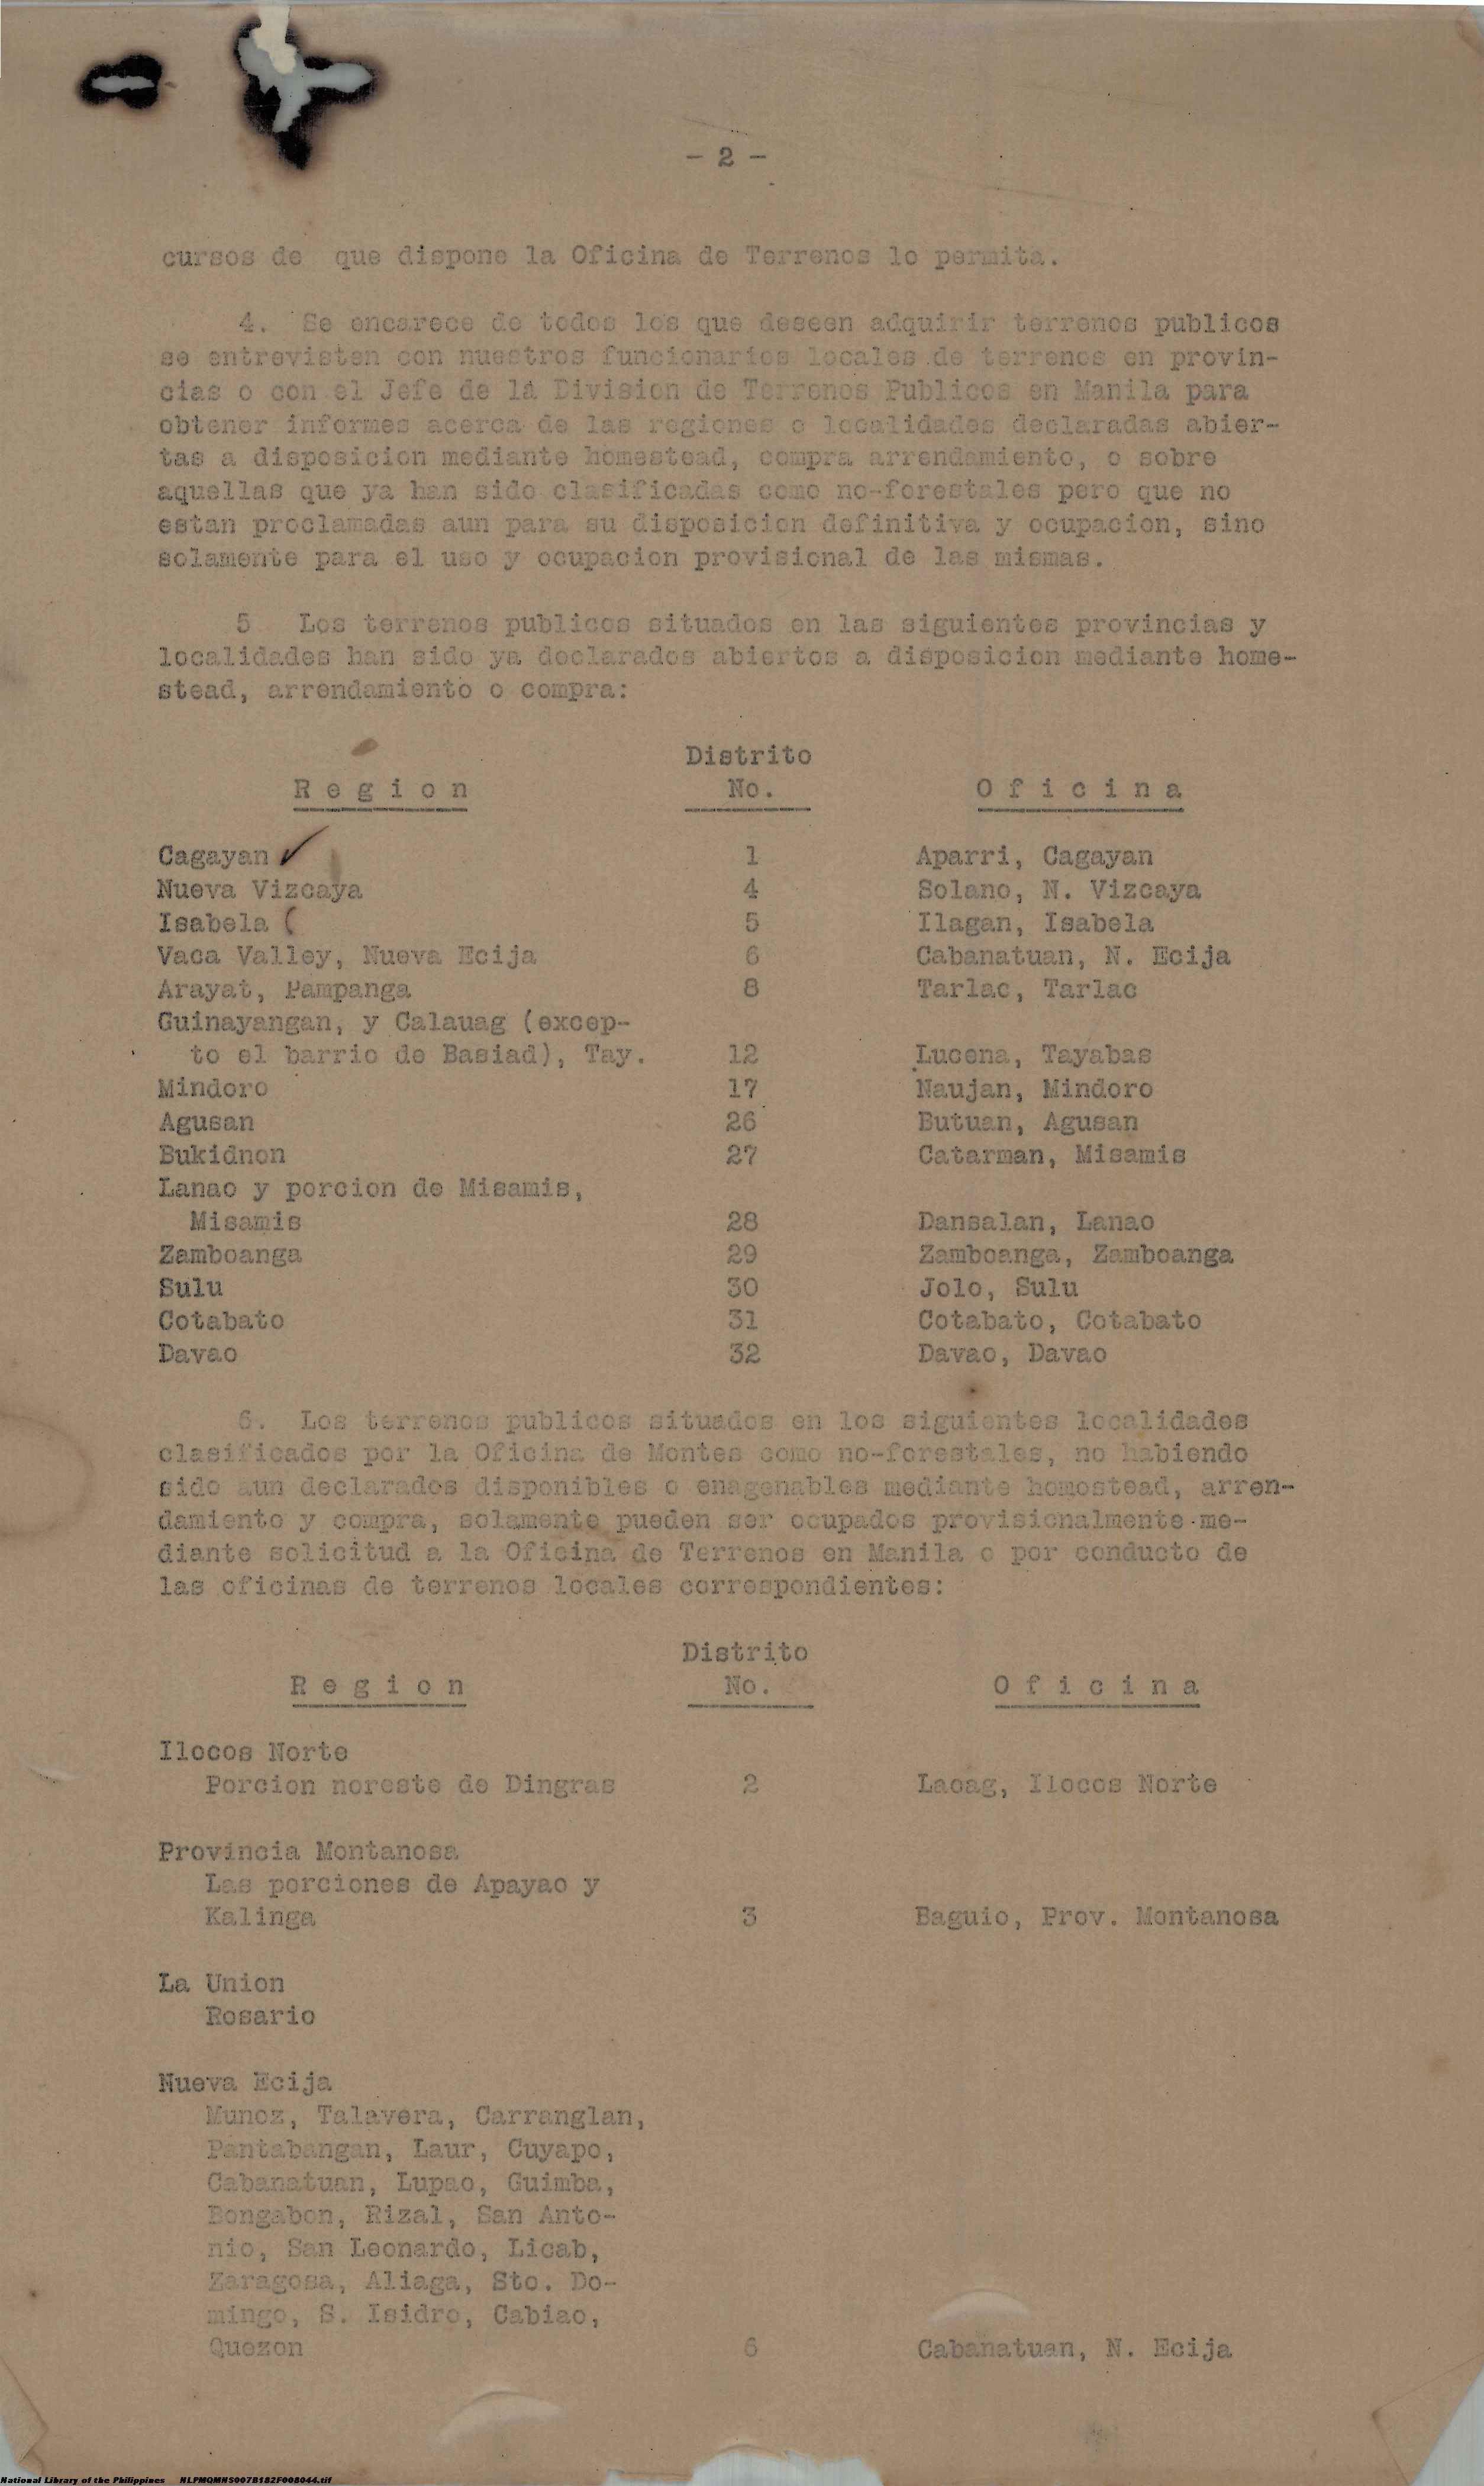 - 2 -
cursos de que dispone la Oficina de Terrenos lo permita.
4. Se encarece de todos los que deseen adquirir terrenos publicos
se entrevisten con nuestros funcionarios locales de terrenos en provin-
cias o con el Jefe de la Division de Terrenos Publicos en Manila para
obtener informes acerca de las regiones o localidades declaradas abier-
tas a disposicion mediante homestead, compra arrendamiento, o sobre
aquellas que ya han sido clasificadas como no-forestales pero que no
estan proclamadas aun para su disposicion definitiva y ocupacion, sino
solamente para el uso y ocupacion provisional de las mismas.
5 Los terrenos publicos situados en las siguientes provincias y
localidades han sido ya declarados abiertos a disposicion mediante home-
stead, arrendamiento o compra:
Distrito
R e g i o n No. O f i c i n a
Cagayan ✓ 1 Aparri, Cagayan
Nueva Vizcaya 4 Solano, N. Vizcaya
Isabela ( 5 Ilagan, Isabela
Vaca Valley, Nueva Ecija 6 Cabanatuan, N. Ecija
Arayat, Pampanga 8 Tarlac, Tarlac
Guinayangan, y Calauag (excep-
to el barrio de Basiad), Tay. 12 Lucena, Tayabas
Mindoro 17 Naujan, Mindoro
Agusan 26 Butuan, Agusan
Bukidnon 27 Catarman, Misamis
Lanao y porcion de Misamis,
Misamis 28 Dansalan, Lanao
Zamboanga 29 Zamboanga, Zamboanga
Sulu 30 Jolo, Sulu
Cotabato 31 Cotabato, Cotabato
Davao 32 Davao, Davao
6. Los terrenos publicos situados en los siguientes localidades
clasificados por la Oficina de Montes como no-forestales, no habiendo
sido aun declarados disponibles o enagenables mediante homostead, arren-
damiento y compra, solamente pueden ser ocupados provisionalmente me-
diante solicitud a la Oficina de Terrenos en Manila o por conducto de
las oficinas de terrenos locales correspondientes:
Distrito
R e g i o n No. O f i c i n a
Ilocos Norte
Porcion noreste de Dingras 2 Laoag, Ilocos Norte
Provincia Montanosa
Las porciones de Apayao y
Kalinga 3 Baguio, Prov. Montanosa
La Union
Rosario
Nueva Ecija
Munoz, Talavera, Carranglan,
Pantabangan, Laur, Cuyapo,
Cabanatuan, Lupao, Guimba,
Bongabon, Rizal, San Anto-
nio, San Leonardo, Licab,
Zaragosa, Aliaga, Sto. Do-
mingo, S. Isidro, Cabiao,
Quezon 6 Cabanatuan, N. Ecija
National Library of the Philippines NLPMQMNS007B182F008044.tif